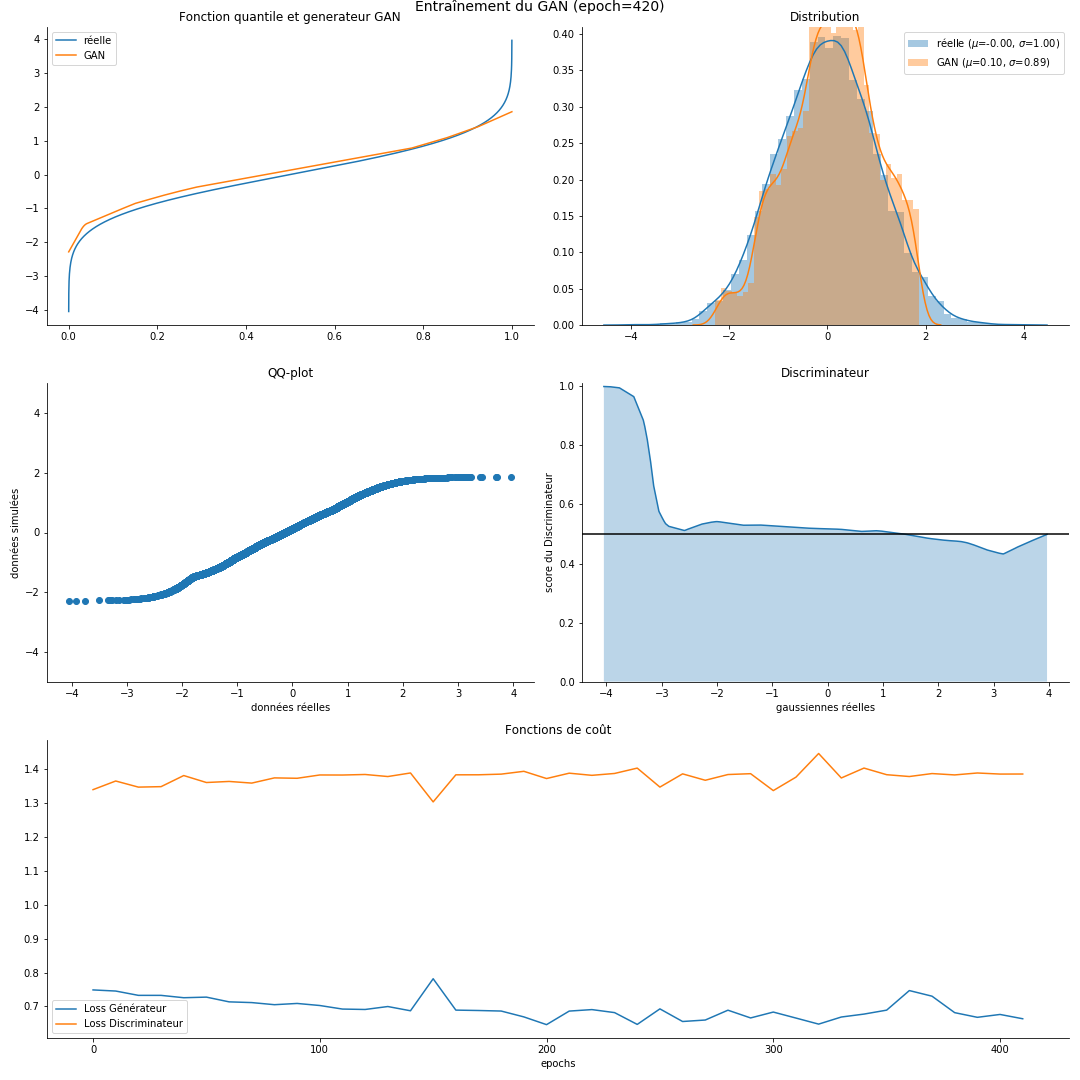 Entraînement du GAN (epoch=420)
Fonction quantile et generateur GAN
réelle
GAN
4
3
2
1
0
−1
−2
−3
−4
0.0 0.2 0.4 0.6 0.8 1.0
Distribution
réelle (μ=-0.00, σ=1.00)
GAN (μ=0.10, σ=0.89)
0.40
0.35
0.30
0.25
0.20
0.15
0.10
0.05
0.00
−4 −2 0 2 4
QQ-plot
données simulées
4
2
0
−2
−4
−4 −3 −2 −1 0 1 2 3 4
données réelles
Discriminateur
score du Discriminateur
1.0
0.8
0.6
0.4
0.2
0.0
−4 −3 −2 −1 0 1 2 3 4
gaussiennes réelles
Fonctions de coût
1.4
1.3
1.2
1.1
1.0
0.9
0.8
0.7
Loss Générateur
Loss Discriminateur
0 100 200 300 400
epochs